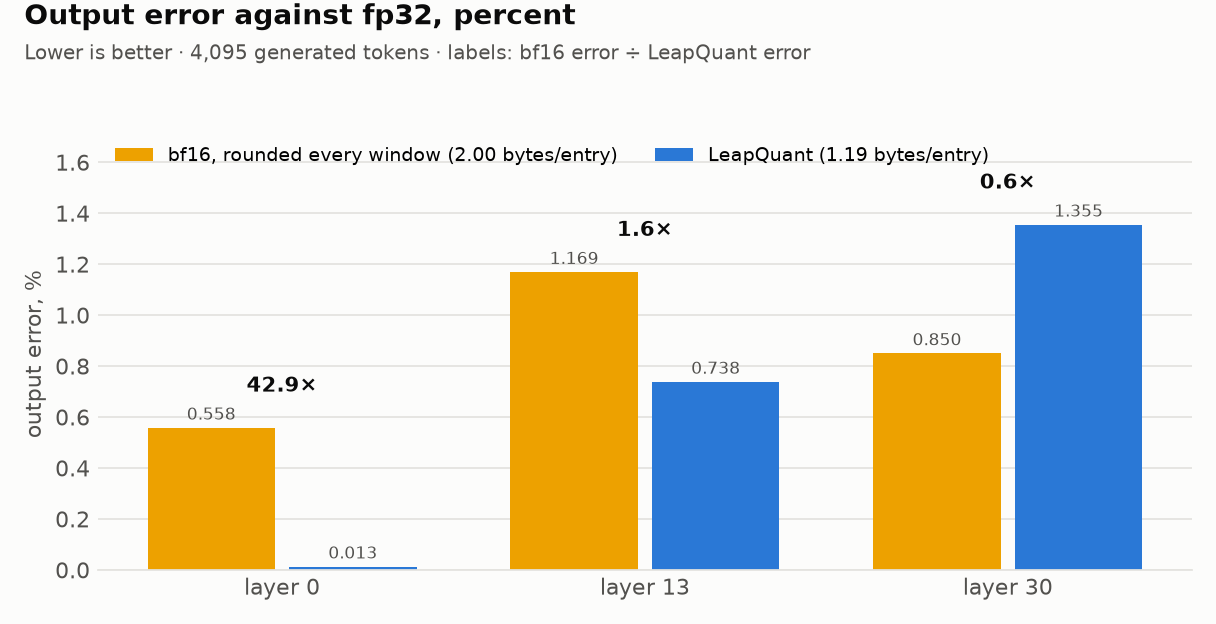 Output error against fp32, percent
Lower is better · 4,095 generated tokens · labels: bf16 error ÷ LeapQuant error
bf16, rounded every window (2.00 bytes/entry)
LeapQuant (1.19 bytes/entry)
output error, %
1.6
1.4
1.2
1.0
0.8
0.6
0.4
0.2
0.0
42.9×
0.558
0.013
1.6×
1.169
0.738
0.6×
0.850
1.355
layer 0
layer 13
layer 30